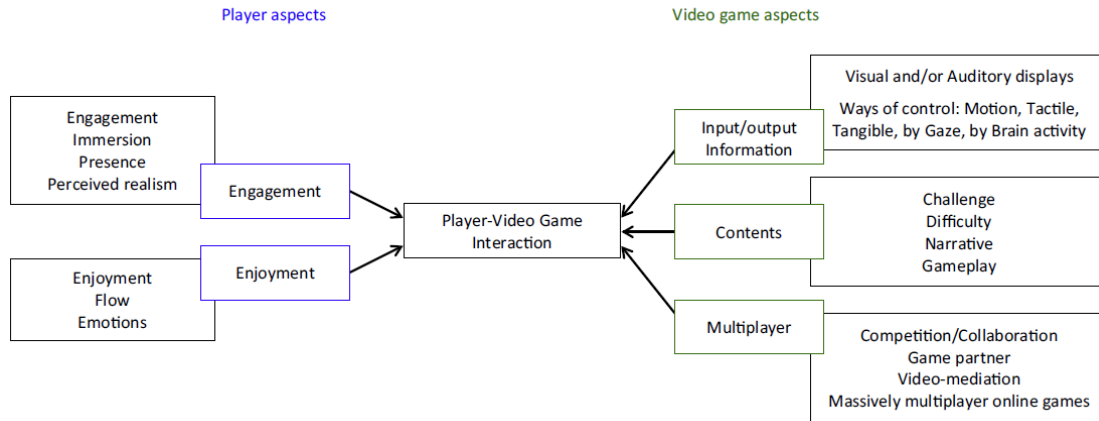 Player aspects
Video game aspects
Engagement
Immersion
Presence
Perceived realism
Engagement
Enjoyment
Flow
Emotions
Enjoyment
Player-Video Game
Interaction
Input/output
Information
Visual and/or Auditory displays
Ways of control: Motion, Tactile,
Tangible, by Gaze, by Brain activity
Contents
Challenge
Difficulty
Narrative
Gameplay
Multiplayer
Competition/Collaboration
Game partner
Video-mediation
Massively multiplayer online games